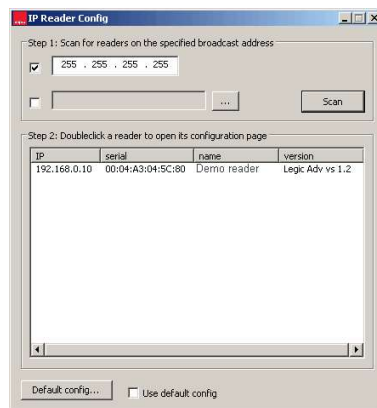 IP Reader Config
Step 1: Scan for readers on the specified broadcast address
255 . 255 . 255 . 255
...
Scan
Step 2: Doubleclick a reader to open its configuration page
IP serial name version
192.168.0.10 00:04:A3:04:5C:80 Demo reader Legic Adv vs 1.2
Default config... Use default config